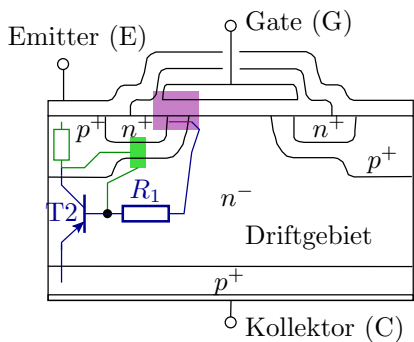 Gate (G)
Emitter (E)
p+ n+ n+
p+
R1
n−
T2
Driftgebiet
p+
Kollektor (C)